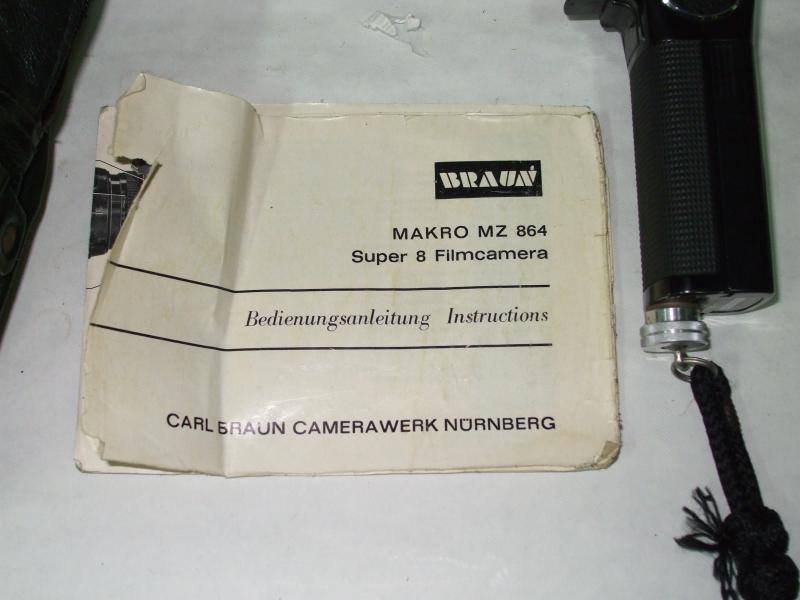 BRAUN
MAKRO MZ 864
Super 8 Filmcamera
Bedienungsanleitung Instructions
CARL BRAUN CAMERAWERK NÜRNBERG